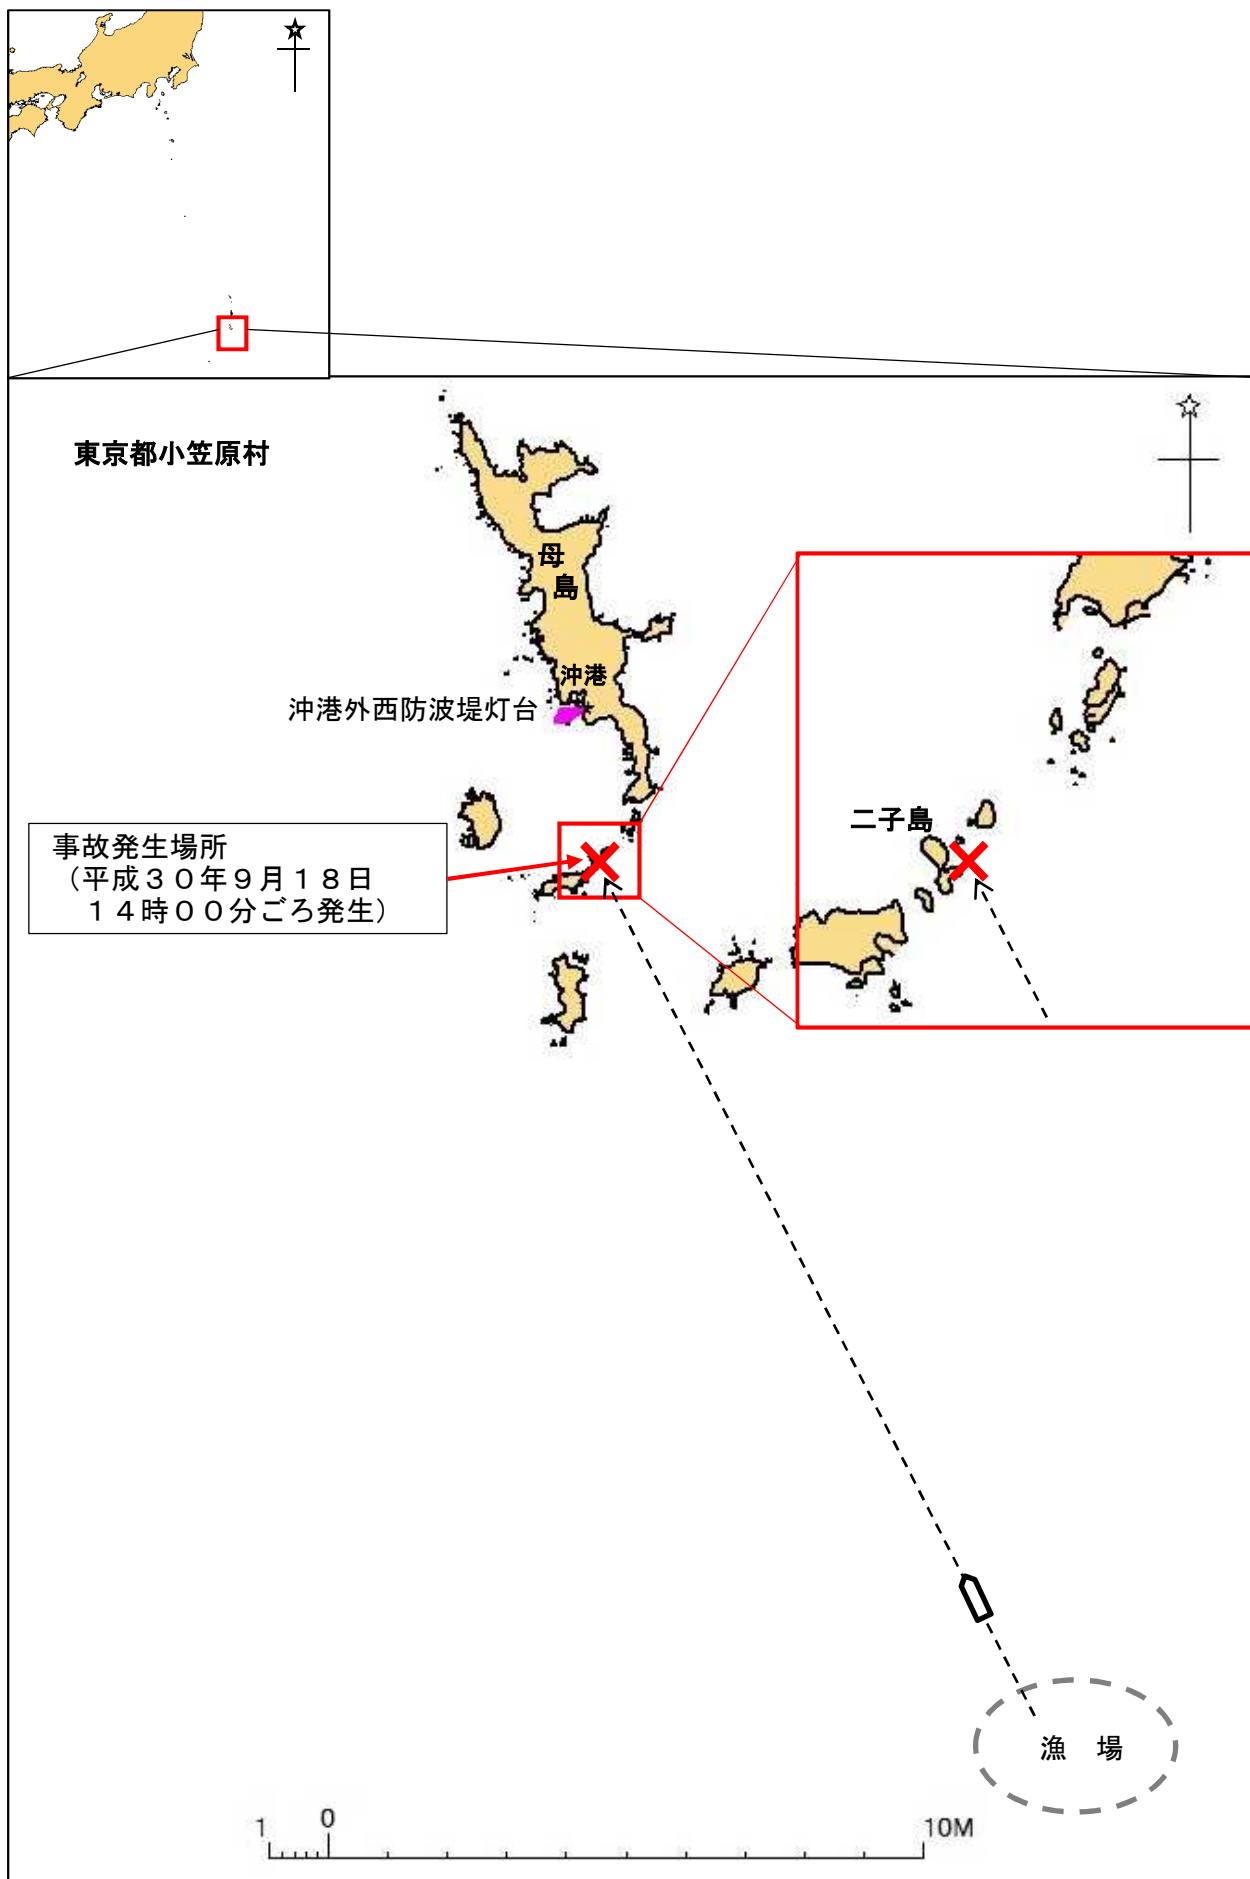 東京都小笠原村
母
島
沖港
沖港外西防波堤灯台
二子島
事故発生場所
（平成３０年９月１８日
１４時００分ごろ発生）
漁　場
1 0 10M